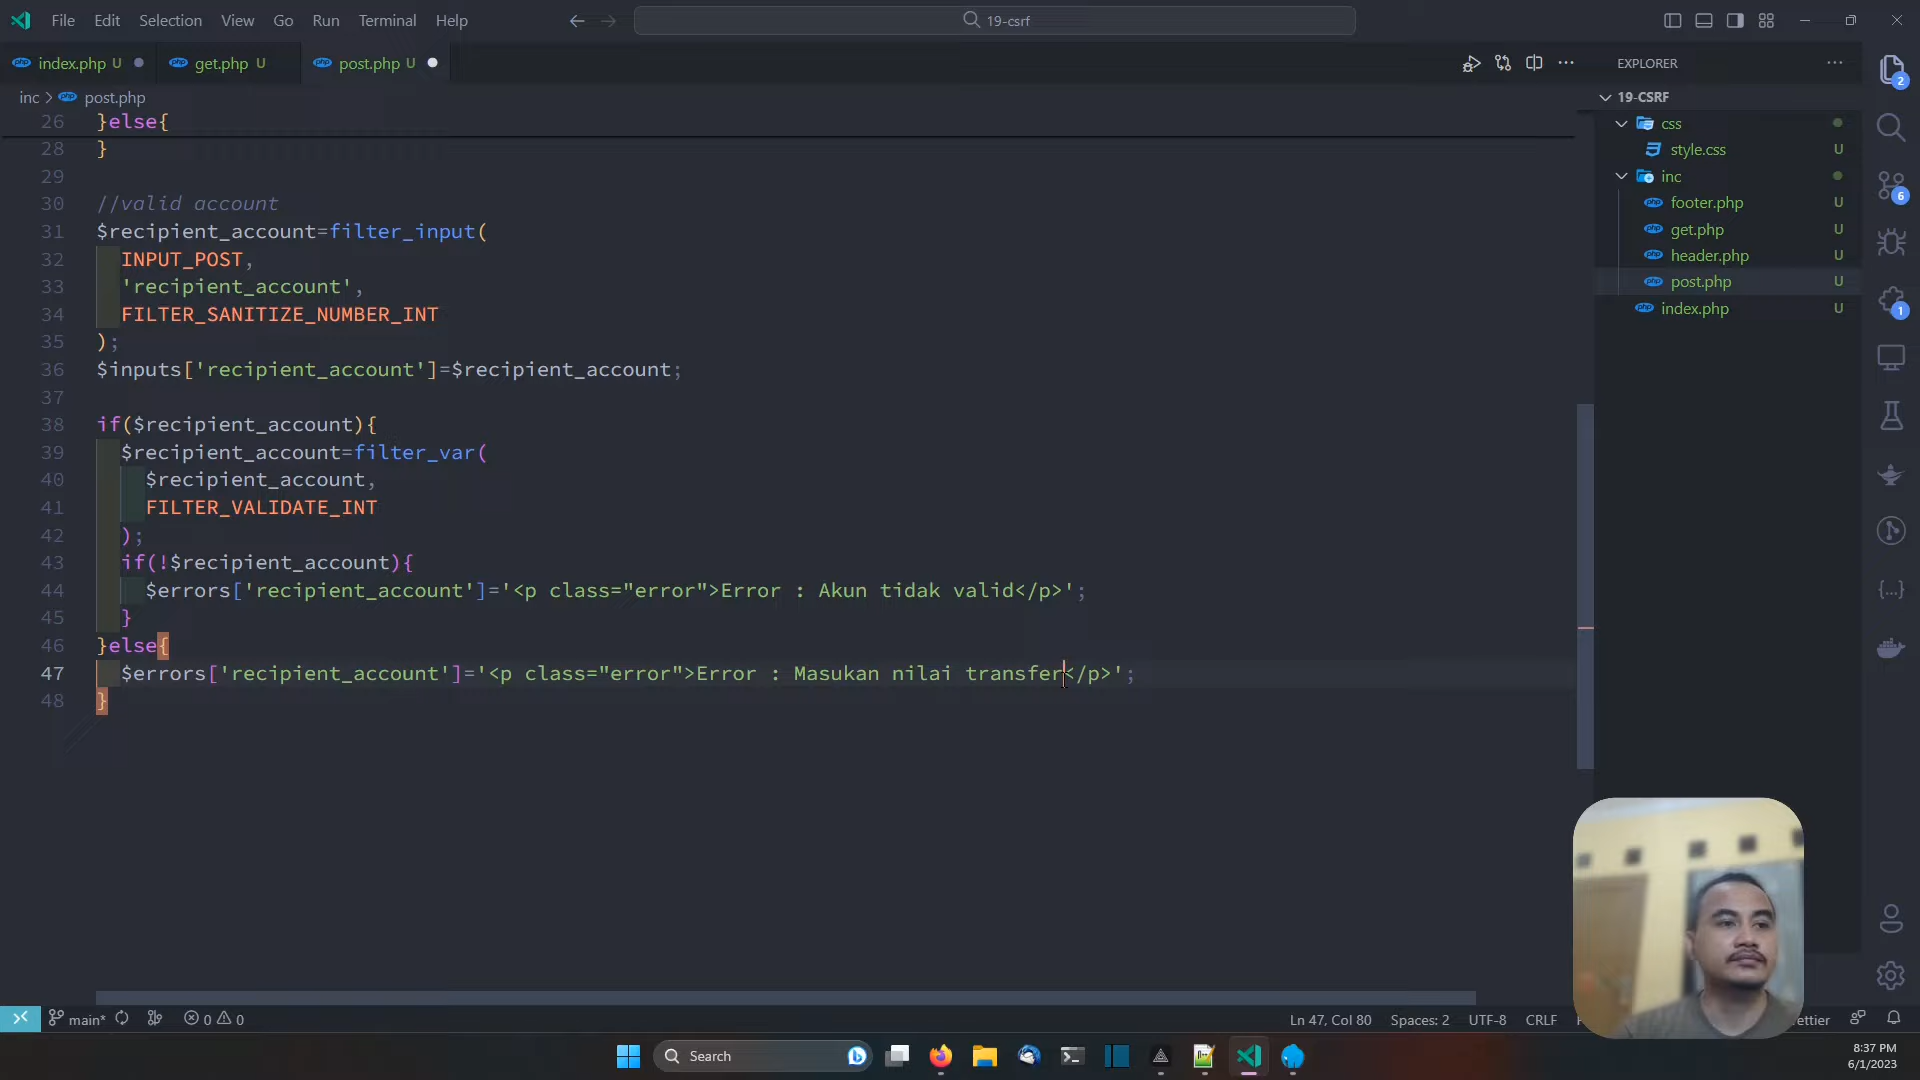 File Edit Selection View Go Run Terminal Help
19-csrf
index.php U
get.php U
post.php U
EXPLORER
inc > post.php
19-CSRF
css
style.css U
inc
footer.php U
get.php U
header.php U
post.php U
index.php U
2
6
1
26 }else{
28 }
29
30 //valid account
31 $recipient_account=filter_input(
32 INPUT_POST,
33 'recipient_account',
34 FILTER_SANITIZE_NUMBER_INT
35 );
36 $inputs['recipient_account']=$recipient_account;
37
38 if($recipient_account){
39 $recipient_account=filter_var(
40 $recipient_account,
41 FILTER_VALIDATE_INT
42 );
43 if(!$recipient_account){
44 $errors['recipient_account']='<p class="error">Error : Akun tidak valid</p>';
45 }
46 }else{
47 $errors['recipient_account']='<p class="error">Error : Masukan nilai transfer</p>';
48 }
main* 0 0
Ln 47, Col 80 Spaces: 2 UTF-8 CRLF
Search
8:37 PM
6/1/2023